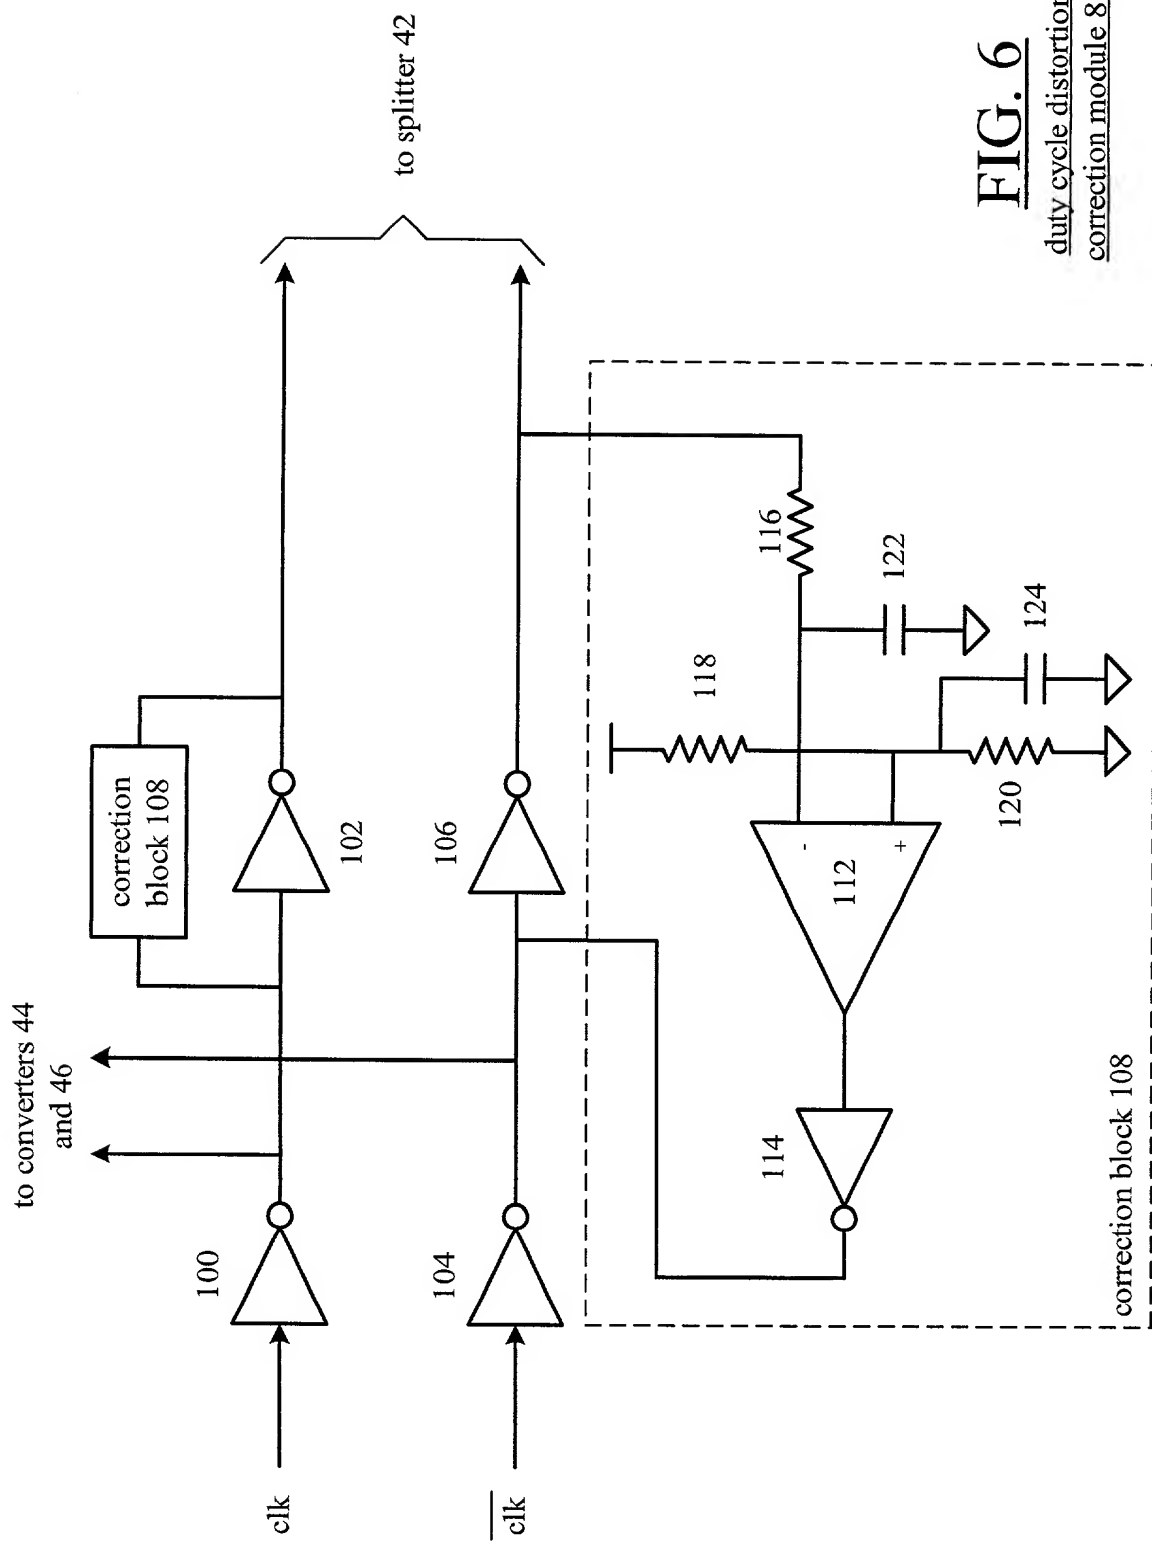 to converters 44
and 46
correction
block 108
to splitter 42
clk
100
102
clk
104
106
114
112
-
+
118
116
122
120
124
correction block 108
FIG. 6
duty cycle distortion
correction module 8